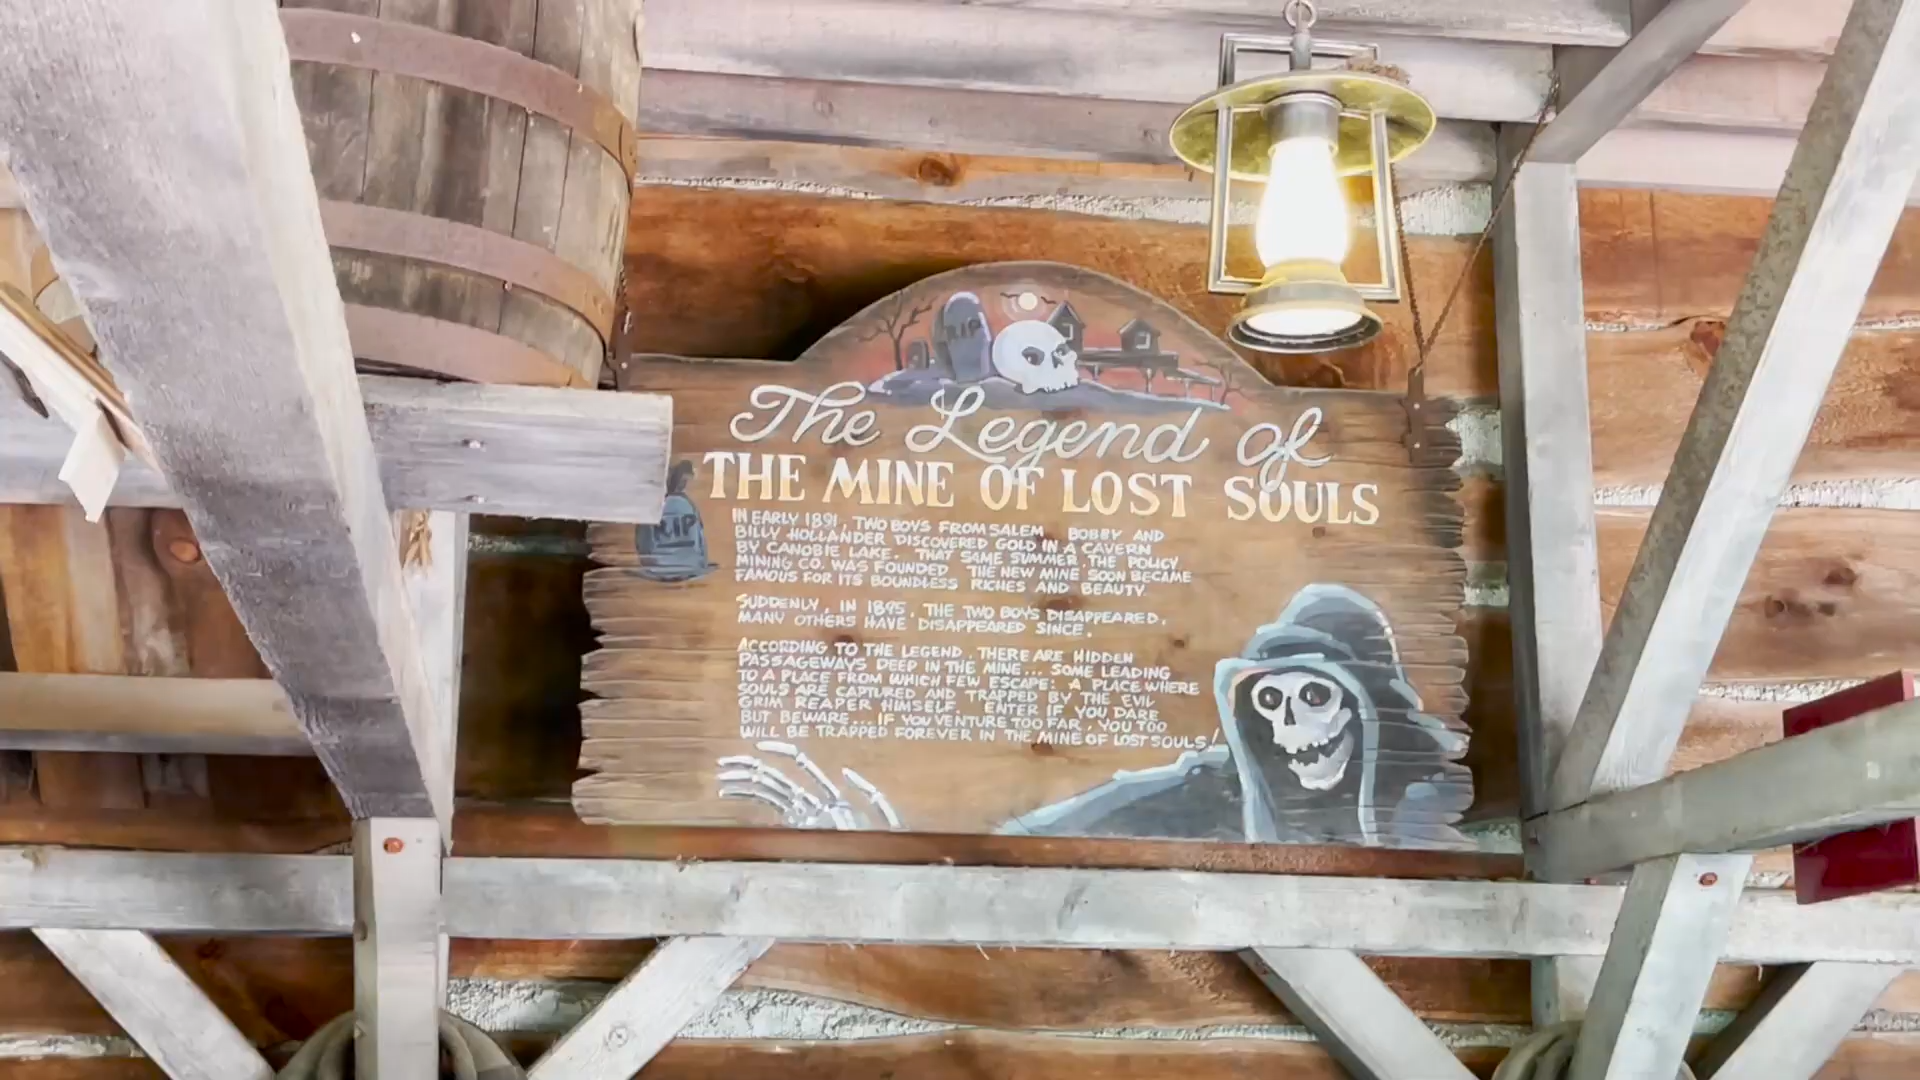 RIP
The Legend of
THE MINE OF LOST SOULS
RIP
IN EARLY 1891, TWO BOYS FROM SALEM BOBBY AND
BILLY HOLLANDER DISCOVERED GOLD IN A CAVERN
BY CANOBIE LAKE. THAT SAME SUMMER, THE POLICY
MINING CO. WAS FOUNDED THE NEW MINE SOON BECAME
FAMOUS FOR ITS BOUNDLESS RICHES AND BEAUTY.
SUDDENLY, IN 1895, THE TWO BOYS DISAPPEARED.
MANY OTHERS HAVE DISAPPEARED SINCE.
ACCORDING TO THE LEGEND, THERE ARE HIDDEN
PASSAGEWAYS DEEP IN THE MINE... SOME LEADING
TO A PLACE FROM WHICH FEW ESCAPE: A PLACE WHERE
SOULS ARE CAPTURED AND TRAPPED BY THE EVIL
GRIM REAPER HIMSELF. ENTER IF YOU DARE
BUT BEWARE... IF YOU VENTURE TOO FAR, YOU TOO
WILL BE TRAPPED FOREVER IN THE MINE OF LOST SOULS!